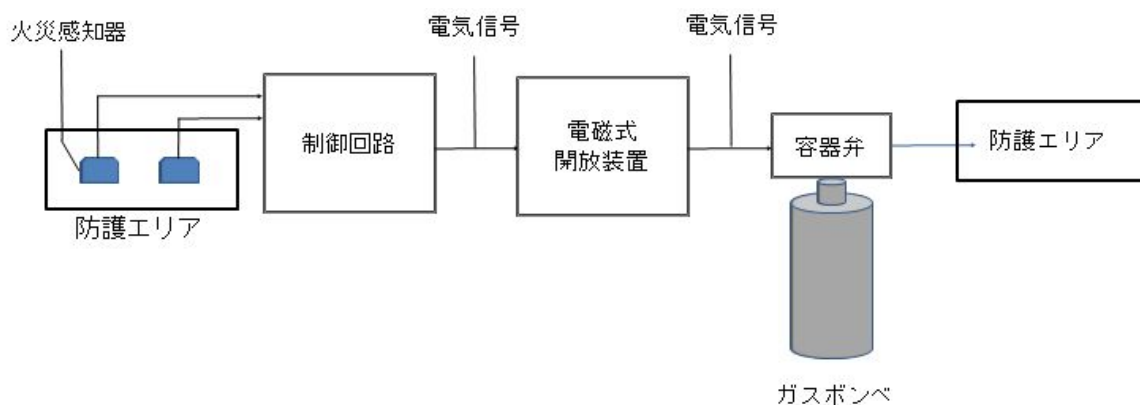 火災感知器
電気信号
電気信号
制御回路
電磁式
開放装置
容器弁
防護エリア
防護エリア
ガスボンベ